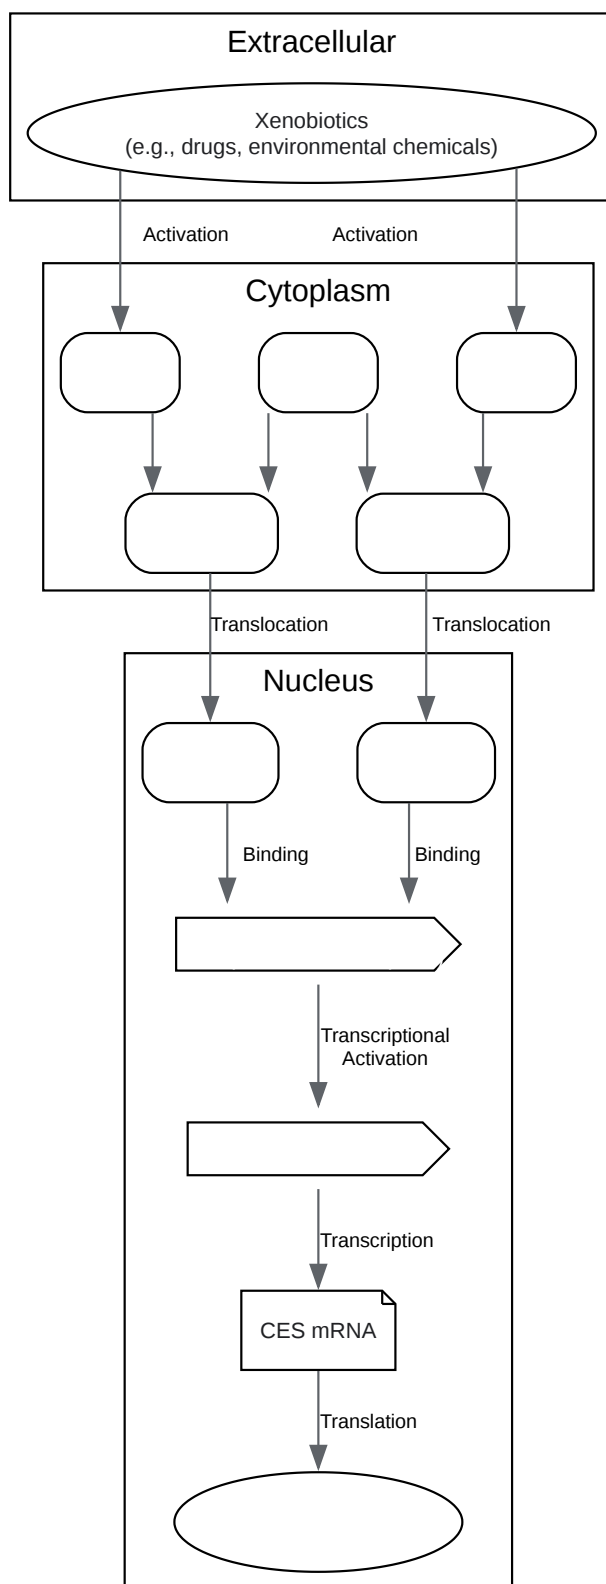 Extracellular
Xenobiotics
(e.g., drugs, environmental chemicals)
Activation
Activation
Cytoplasm
Translocation
Translocation
Nucleus
Binding
Binding
Transcriptional
Activation
Transcription
CES mRNA
Translation